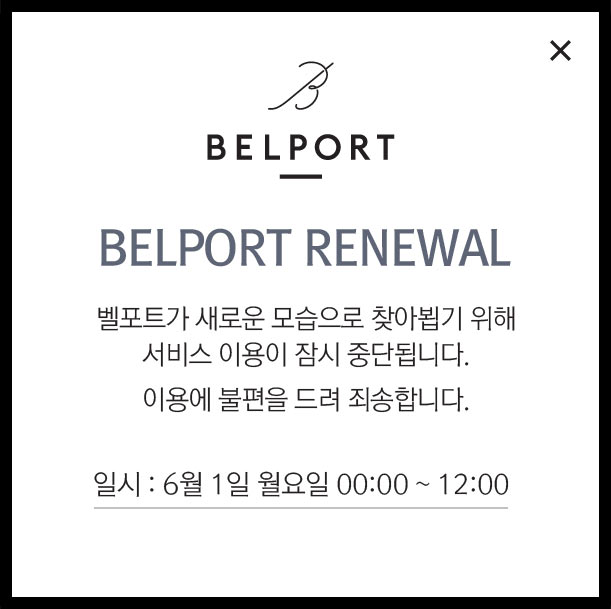 B
BELPORT
BELPORT RENEWAL
벨포트가 새로운 모습으로 찾아뵙기 위해
서비스 이용이 잠시 중단됩니다.
이용에 불편을 드려 죄송합니다.
일시 : 6월 1일 월요일 00:00 ~ 12:00